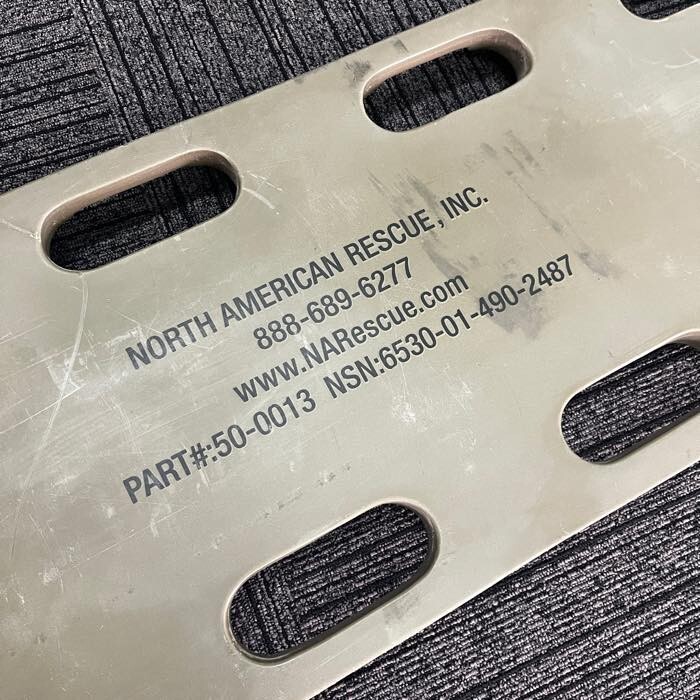 NORTH AMERICAN RESCUE, INC.
888-689-6277
www.NARescue.com
PART#:50-0013 NSN:6530-01-490-2487